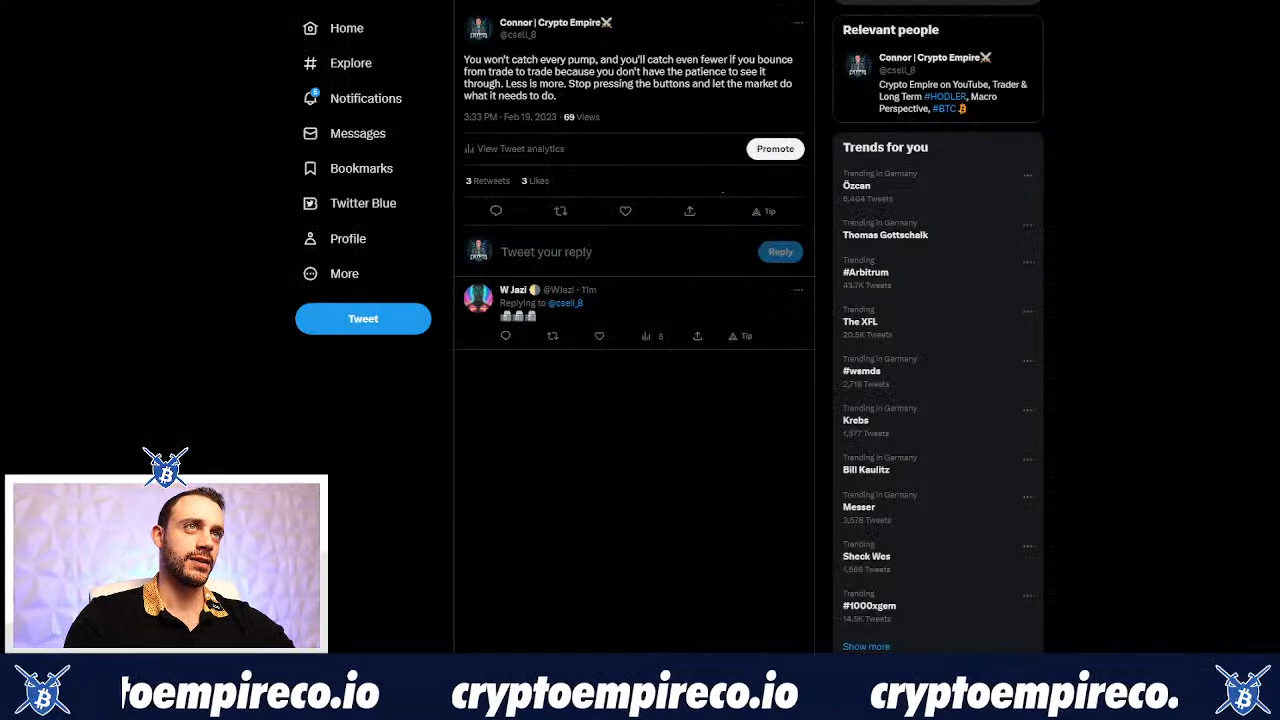 Home
Explore
5
Notifications
Messages
Bookmarks
Twitter Blue
Profile
More
Tweet
Connor | Crypto Empire
@csell_8
You won't catch every pump, and you'll catch even fewer if you bounce
from trade to trade because you don't have the patience to see it
through. Less is more. Stop pressing the buttons and let the market do
what it needs to do.
3:33 PM · Feb 19, 2023 · 69 Views
View Tweet analytics
Promote
3 Retweets 3 Likes
Tip
Tweet your reply
Reply
W Jazi @WJazi · 11m
Replying to @csell_8
8
Tip
Relevant people
Connor | Crypto Empire
@csell_8
Crypto Empire on YouTube, Trader &
Long Term #HODLER, Macro
Perspective, #BTC
Trends for you
Trending in Germany
Özcan
6,404 Tweets
Trending in Germany
Thomas Gottschalk
Trending
#Arbitrum
43.7K Tweets
Trending
The XFL
20.5K Tweets
Trending in Germany
#wsmds
2,718 Tweets
Trending in Germany
Krebs
1,577 Tweets
Trending in Germany
Bill Kaulitz
Trending in Germany
Messer
3,578 Tweets
Trending
Sheck Wes
1,566 Tweets
Trending
#1000xgem
14.5K Tweets
Show more
toempireco.io cryptoempireco.io cryptoempireco.